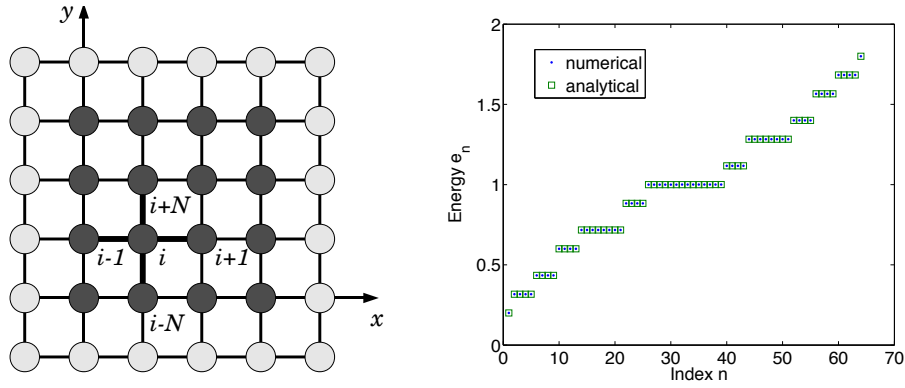 y
i+N
i-1
i
i+1
i-N
x
2
1.5
1
0.5
0
0 10 20 30 40 50 60 70
Energy e_n
Index n
numerical
analytical